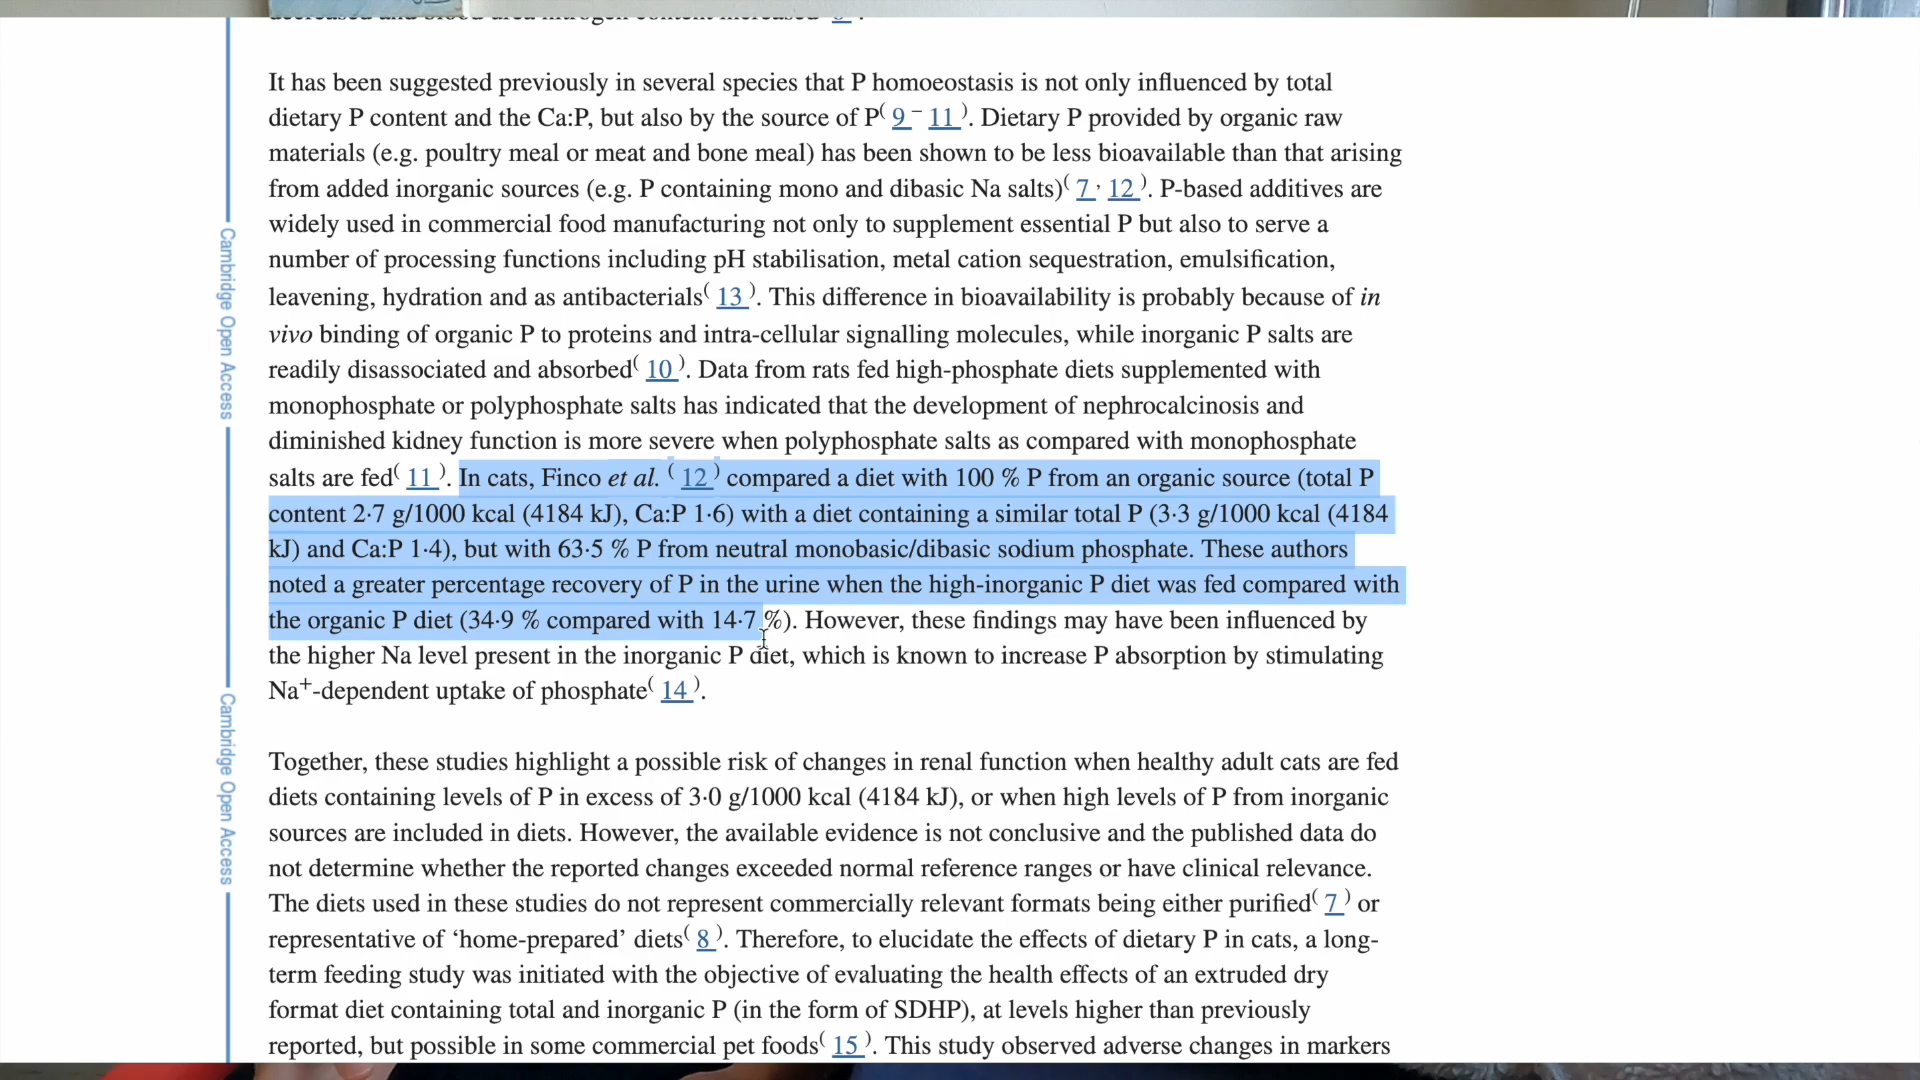 It has been suggested previously in several species that P homoeostasis is not only influenced by total
dietary P content and the Ca:P, but also by the source of P( 9 – 11 ). Dietary P provided by organic raw
materials (e.g. poultry meal or meat and bone meal) has been shown to be less bioavailable than that arising
from added inorganic sources (e.g. P containing mono and dibasic Na salts)( 7 , 12 ). P-based additives are
widely used in commercial food manufacturing not only to supplement essential P but also to serve a
number of processing functions including pH stabilisation, metal cation sequestration, emulsification,
leavening, hydration and as antibacterials( 13 ). This difference in bioavailability is probably because of in
vivo binding of organic P to proteins and intra-cellular signalling molecules, while inorganic P salts are
readily disassociated and absorbed( 10 ). Data from rats fed high-phosphate diets supplemented with
monophosphate or polyphosphate salts has indicated that the development of nephrocalcinosis and
diminished kidney function is more severe when polyphosphate salts as compared with monophosphate
salts are fed( 11 ). In cats, Finco et al. ( 12 ) compared a diet with 100 % P from an organic source (total P
content 2·7 g/1000 kcal (4184 kJ), Ca:P 1·6) with a diet containing a similar total P (3·3 g/1000 kcal (4184
kJ) and Ca:P 1·4), but with 63·5 % P from neutral monobasic/dibasic sodium phosphate. These authors
noted a greater percentage recovery of P in the urine when the high-inorganic P diet was fed compared with
the organic P diet (34·9 % compared with 14·7 %). However, these findings may have been influenced by
the higher Na level present in the inorganic P diet, which is known to increase P absorption by stimulating
Na+-dependent uptake of phosphate( 14 ).
Together, these studies highlight a possible risk of changes in renal function when healthy adult cats are fed
diets containing levels of P in excess of 3·0 g/1000 kcal (4184 kJ), or when high levels of P from inorganic
sources are included in diets. However, the available evidence is not conclusive and the published data do
not determine whether the reported changes exceeded normal reference ranges or have clinical relevance.
The diets used in these studies do not represent commercially relevant formats being either purified( 7 ) or
representative of ‘home-prepared’ diets( 8 ). Therefore, to elucidate the effects of dietary P in cats, a long-
term feeding study was initiated with the objective of evaluating the health effects of an extruded dry
format diet containing total and inorganic P (in the form of SDHP), at levels higher than previously
reported, but possible in some commercial pet foods( 15 ). This study observed adverse changes in markers
Cambridge Open Access
Cambridge Open Access